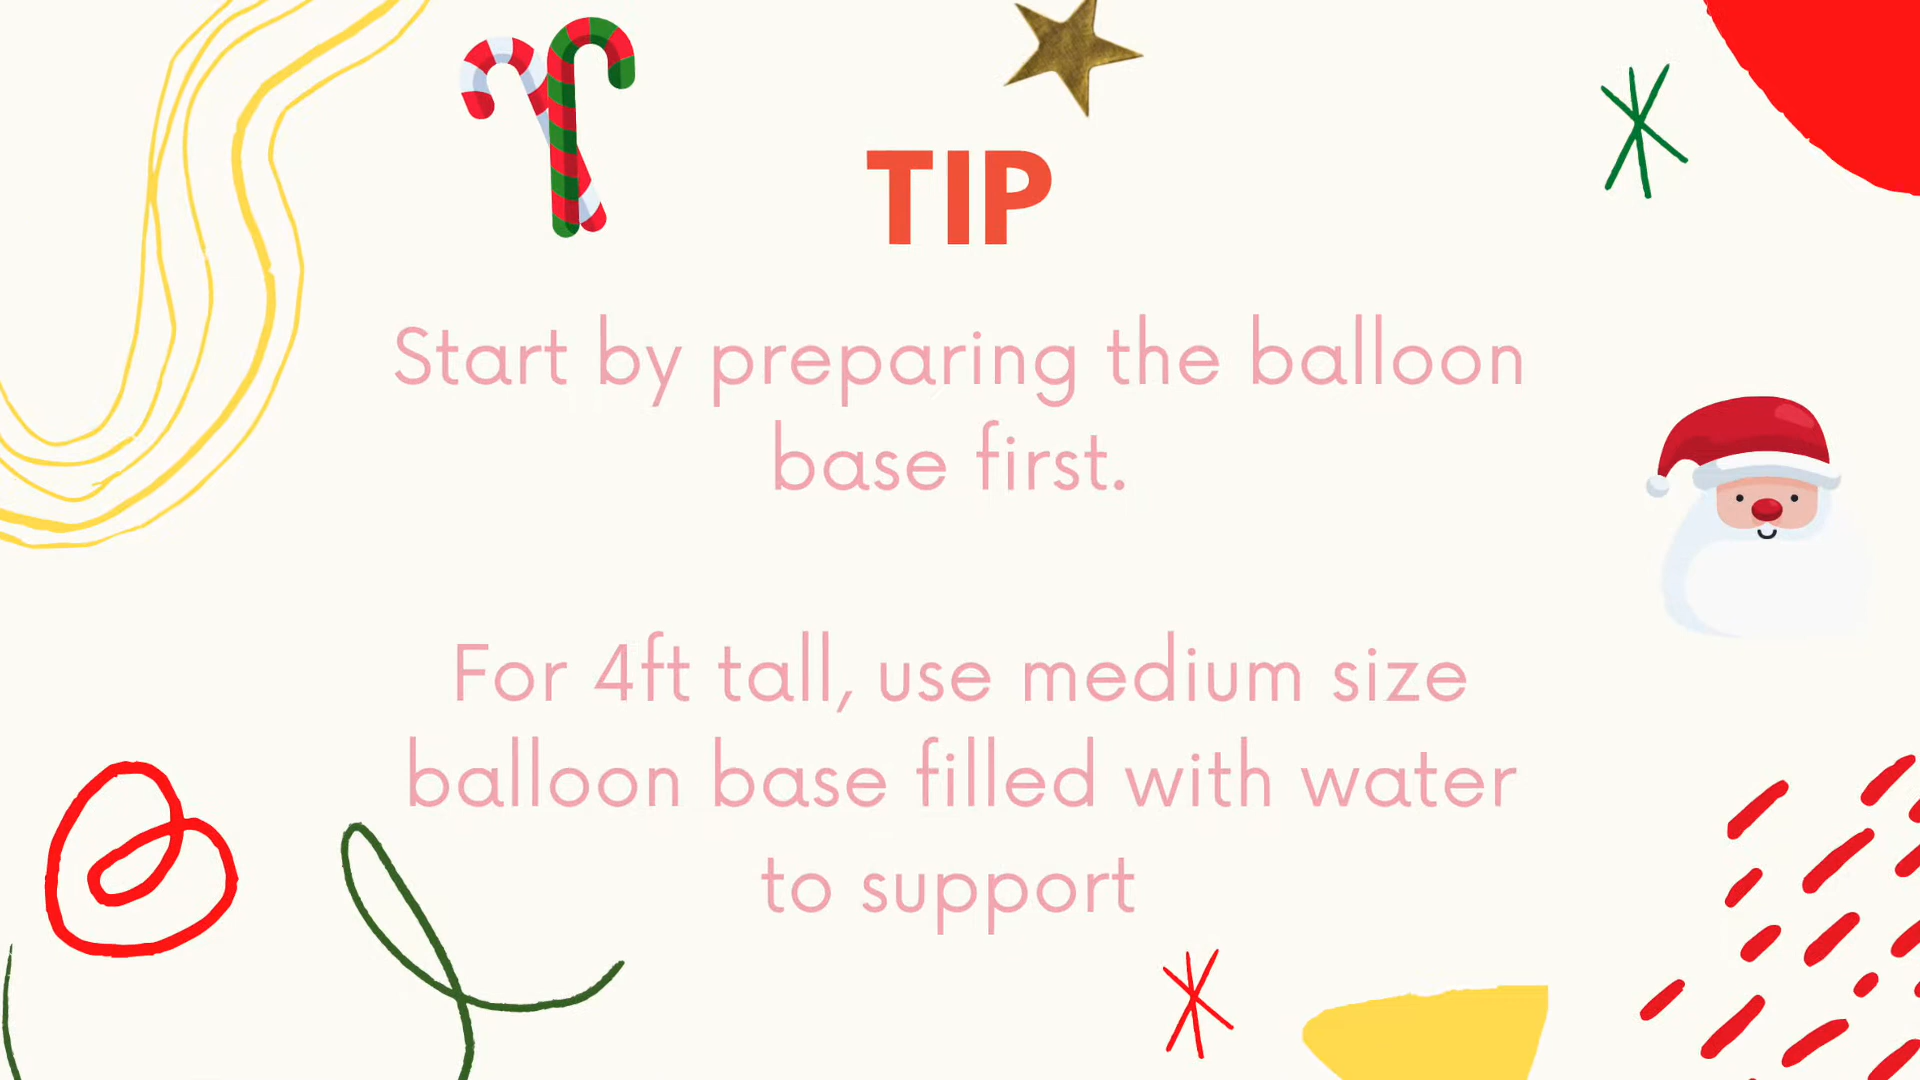 TIP
Start by preparing the balloon
base first.
For 4ft tall, use medium size
balloon base filled with water
to support